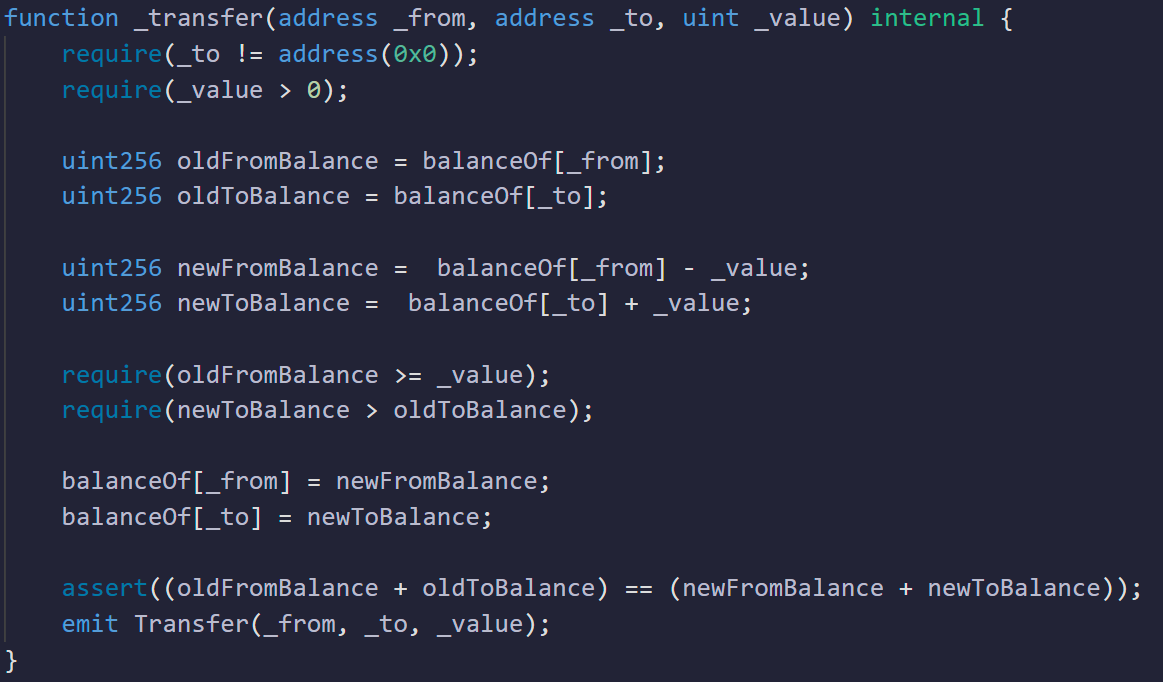 function _transfer(address _from, address _to, uint _value) internal {
require(_to != address(0x0));
require(_value > 0);
uint256 oldFromBalance = balanceOf[_from];
uint256 oldToBalance = balanceOf[_to];
uint256 newFromBalance =  balanceOf[_from] - _value;
uint256 newToBalance =  balanceOf[_to] + _value;
require(oldFromBalance >= _value);
require(newToBalance > oldToBalance);
balanceOf[_from] = newFromBalance;
balanceOf[_to] = newToBalance;
assert((oldFromBalance + oldToBalance) == (newFromBalance + newToBalance));
emit Transfer(_from, _to, _value);
}